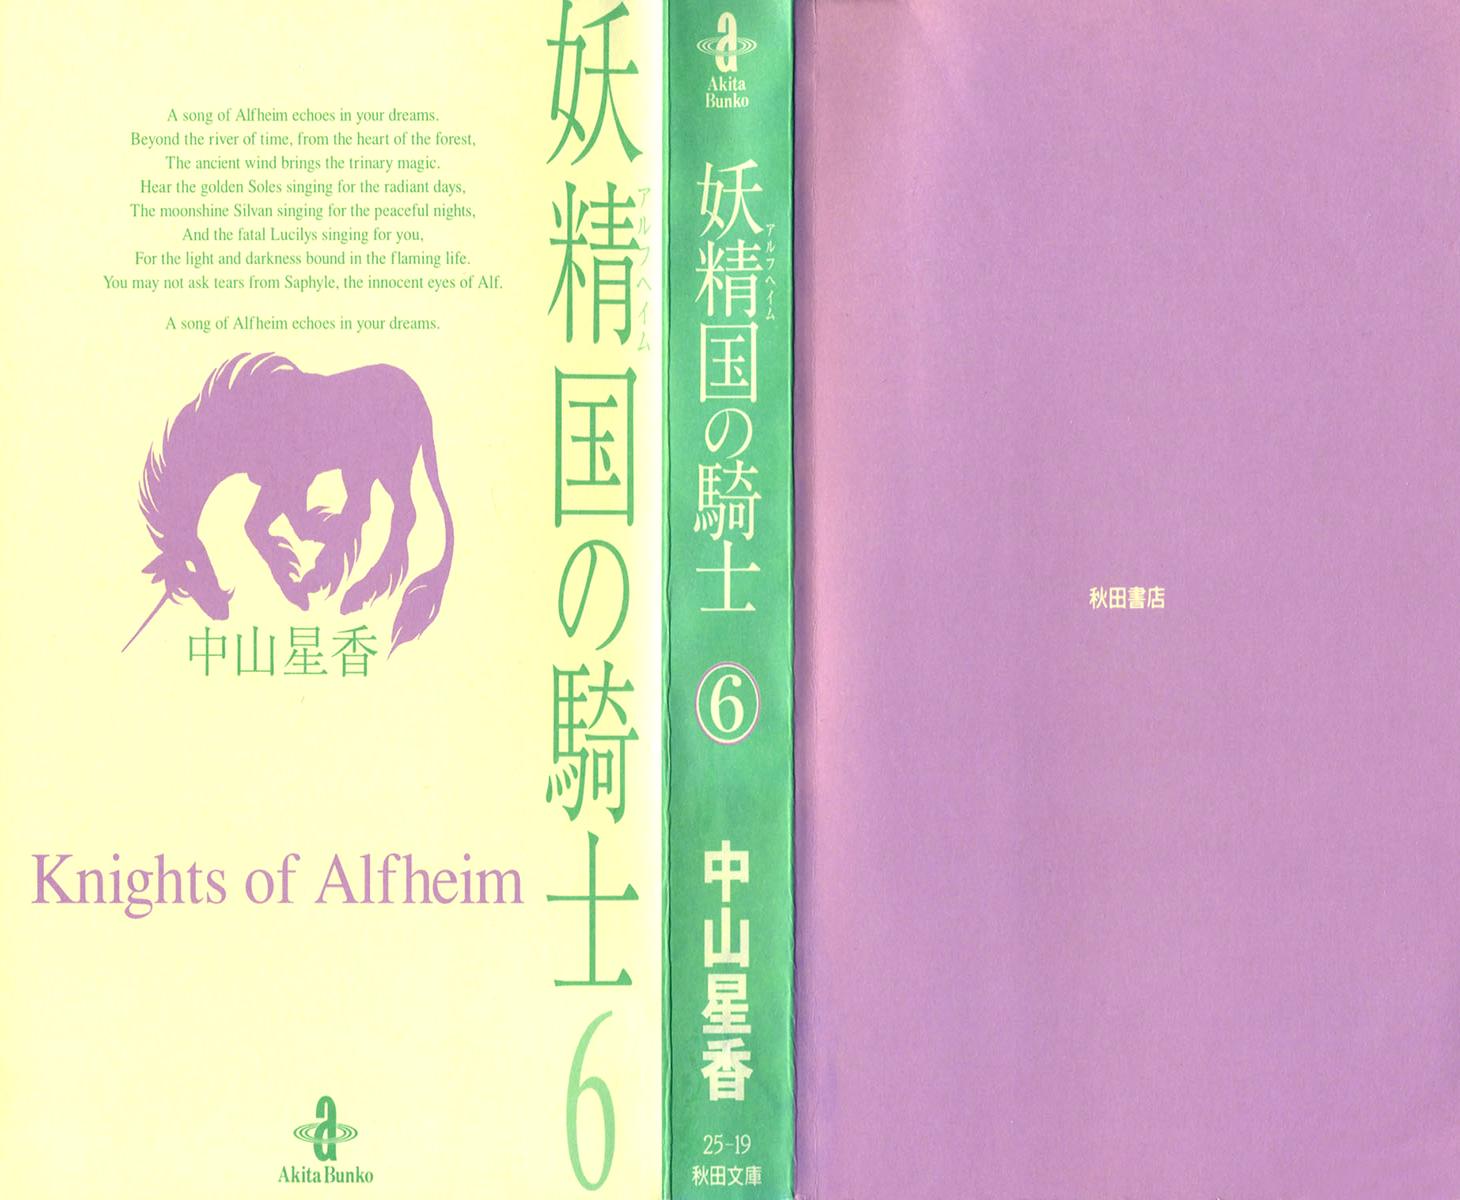 A song of Alfheim echoes in your dreams.
Beyond the river of time, from the heart of the forest,
The ancient wind brings the trinary magic.
Hear the golden Soles singing for the radiant days,
The moonshine Silvan singing for the peaceful nights,
And the fatal Lucilys singing for you,
For the light and darkness bound in the flaming life.
You may not ask tears from Saphyle, the innocent eyes of Alf.
A song of Alfheim echoes in your dreams.
中山星香
Knights of Alfheim
a
Akita Bunko
妖精国の騎士 6
アルフヘイム
a
Akita
Bunko
妖精国の騎士
アルフヘイム
6
中山星香
25-19
秋田文庫
秋田書店